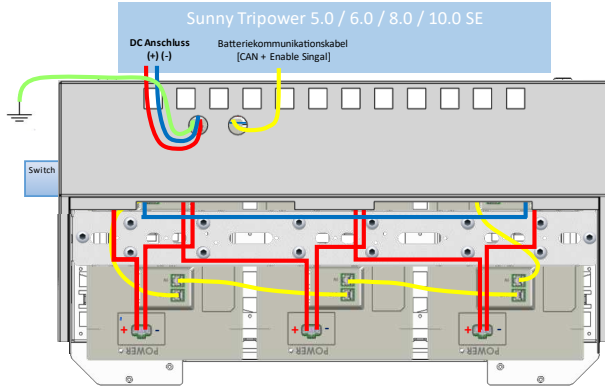 Sunny Tripower 5.0 / 6.0 / 8.0 / 10.0 SE
DC Anschluss
(+) (-)
Batteriekommunikationskabel
[CAN + Enable Singal]
Switch
+ -
POWER
+ -
POWER
+ -
POWER